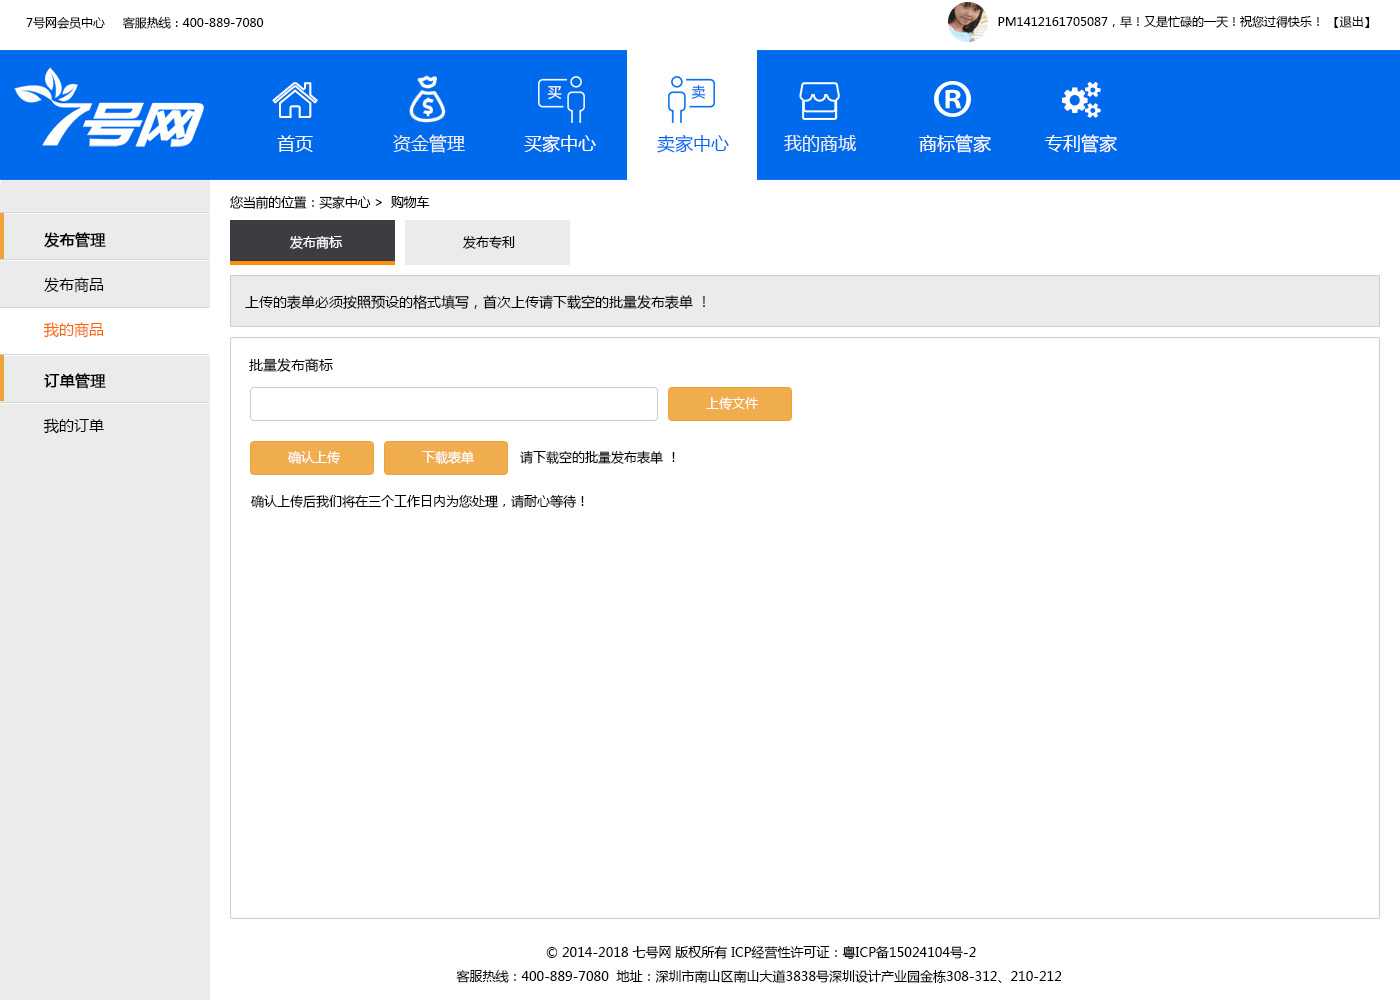 7号网会员中心 客服热线：400-889-7080
PM1412161705087，早！又是忙碌的一天！祝您过得快乐！ 【退出】
7号网
买
卖
R
首页 资金管理 买家中心 卖家中心 我的商城 商标管家 专利管家
您当前的位置：买家中心 > 购物车
发布管理
发布商品
我的商品
订单管理
我的订单
发布商标 发布专利
上传的表单必须按照预设的格式填写，首次上传请下载空的批量发布表单 ！
批量发布商标
上传文件
确认上传 下载表单 请下载空的批量发布表单 ！
确认上传后我们将在三个工作日内为您处理，请耐心等待！
© 2014-2018 七号网 版权所有 ICP经营性许可证：粤ICP备15024104号-2
客服热线：400-889-7080 地址：深圳市南山区南山大道3838号深圳设计产业园金栋308-312、210-212